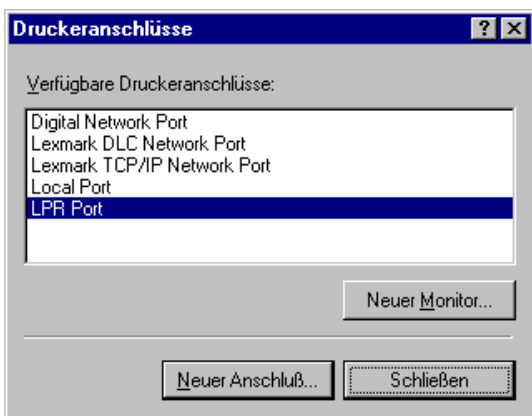 Druckeranschlüsse
Verfügbare Druckeranschlüsse:
Digital Network Port
Lexmark DLC Network Port
Lexmark TCP/IP Network Port
Local Port
LPR Port
Neuer Monitor...
Neuer Anschluß...
Schließen